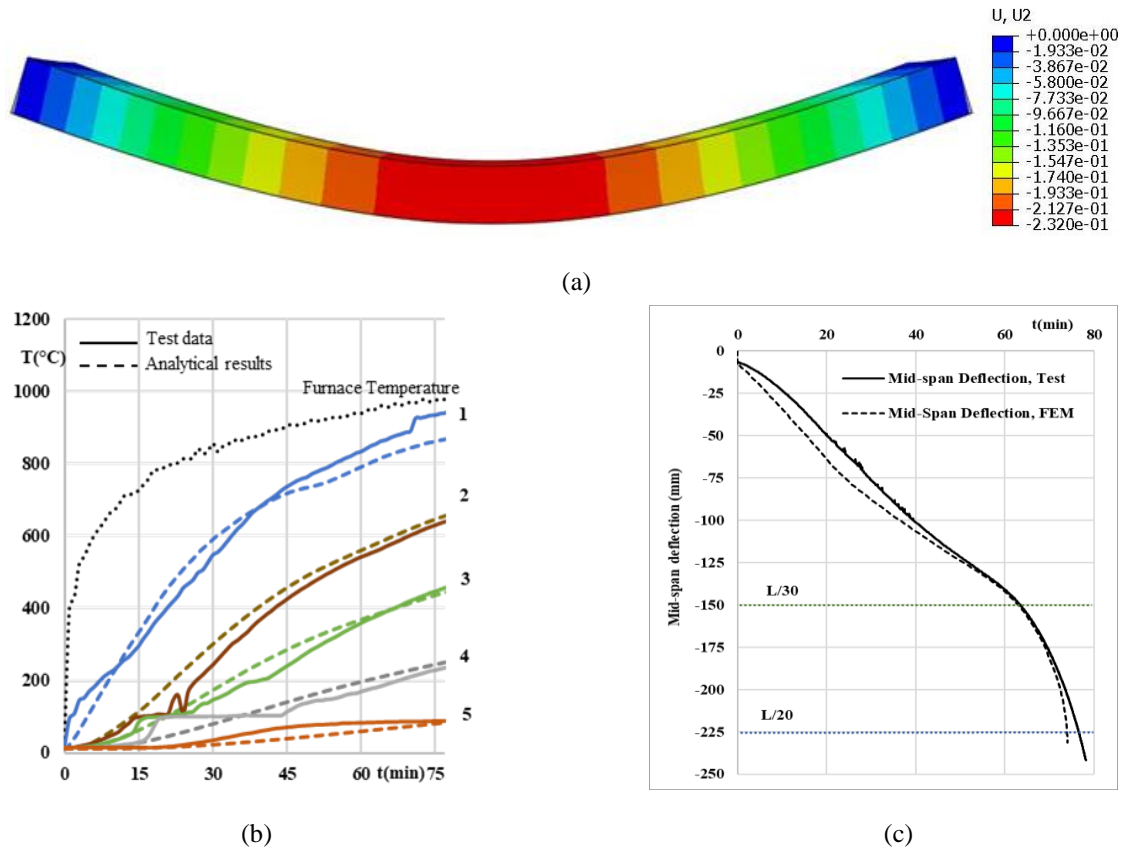 U, U2
+0.000e+00
-1.933e-02
-3.867e-02
-5.800e-02
-7.733e-02
-9.667e-02
-1.160e-01
-1.353e-01
-1.547e-01
-1.740e-01
-1.933e-01
-2.127e-01
-2.320e-01
(a)
1200
1000
800
600
400
200
0
T(°C)
Test data
Analytical results
Furnace Temperature
1
2
3
4
5
0 15 30 45 60 t(min) 75
(b)
t(min)
0 20 40 60 80
0
-25
-50
-75
-100
-125
-150
-175
-200
-225
-250
Mid-span deflection (mm)
Mid-span Deflection, Test
Mid-Span Deflection, FEM
L/30
L/20
(c)